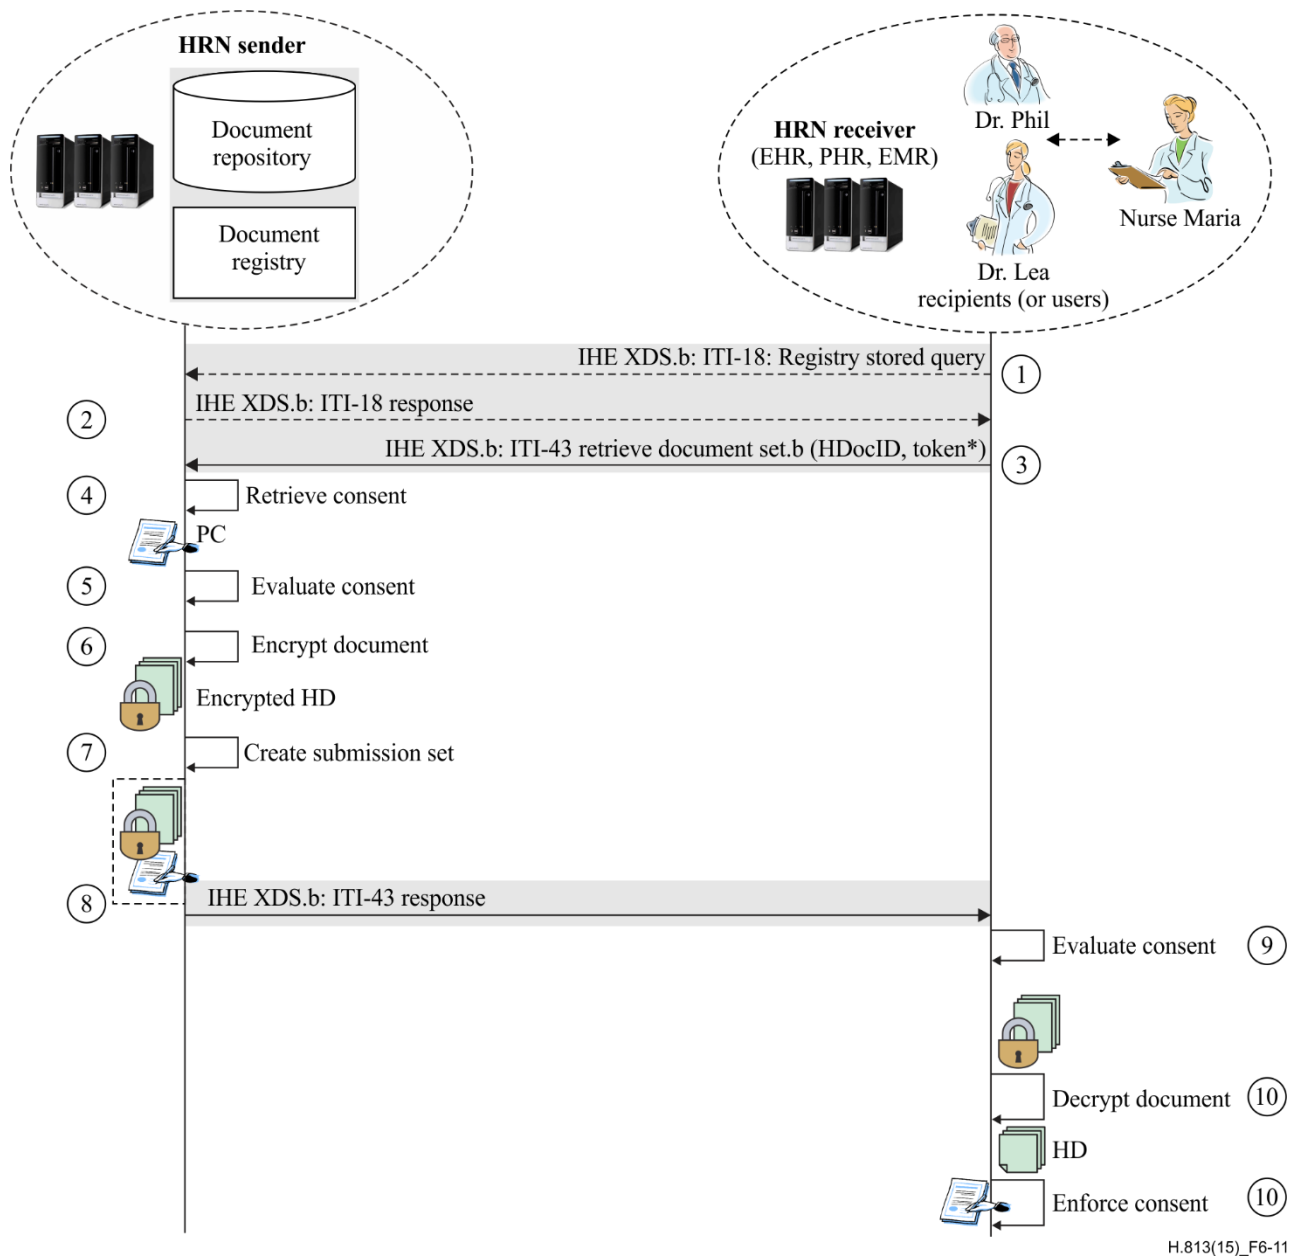 HRN sender
Document
repository
Document
registry
HRN receiver
(EHR, PHR, EMR)
Dr. Phil
Nurse Maria
Dr. Lea
recipients (or users)
IHE XDS.b: ITI-18: Registry stored query
1
2
IHE XDS.b: ITI-18 response
IHE XDS.b: ITI-43 retrieve document set.b (HDocID, token*)
3
4
Retrieve consent
PC
5
Evaluate consent
6
Encrypt document
Encrypted HD
7
Create submission set
8
IHE XDS.b: ITI-43 response
Evaluate consent
9
Decrypt document
10
HD
Enforce consent
10
H.813(15)_F6-11